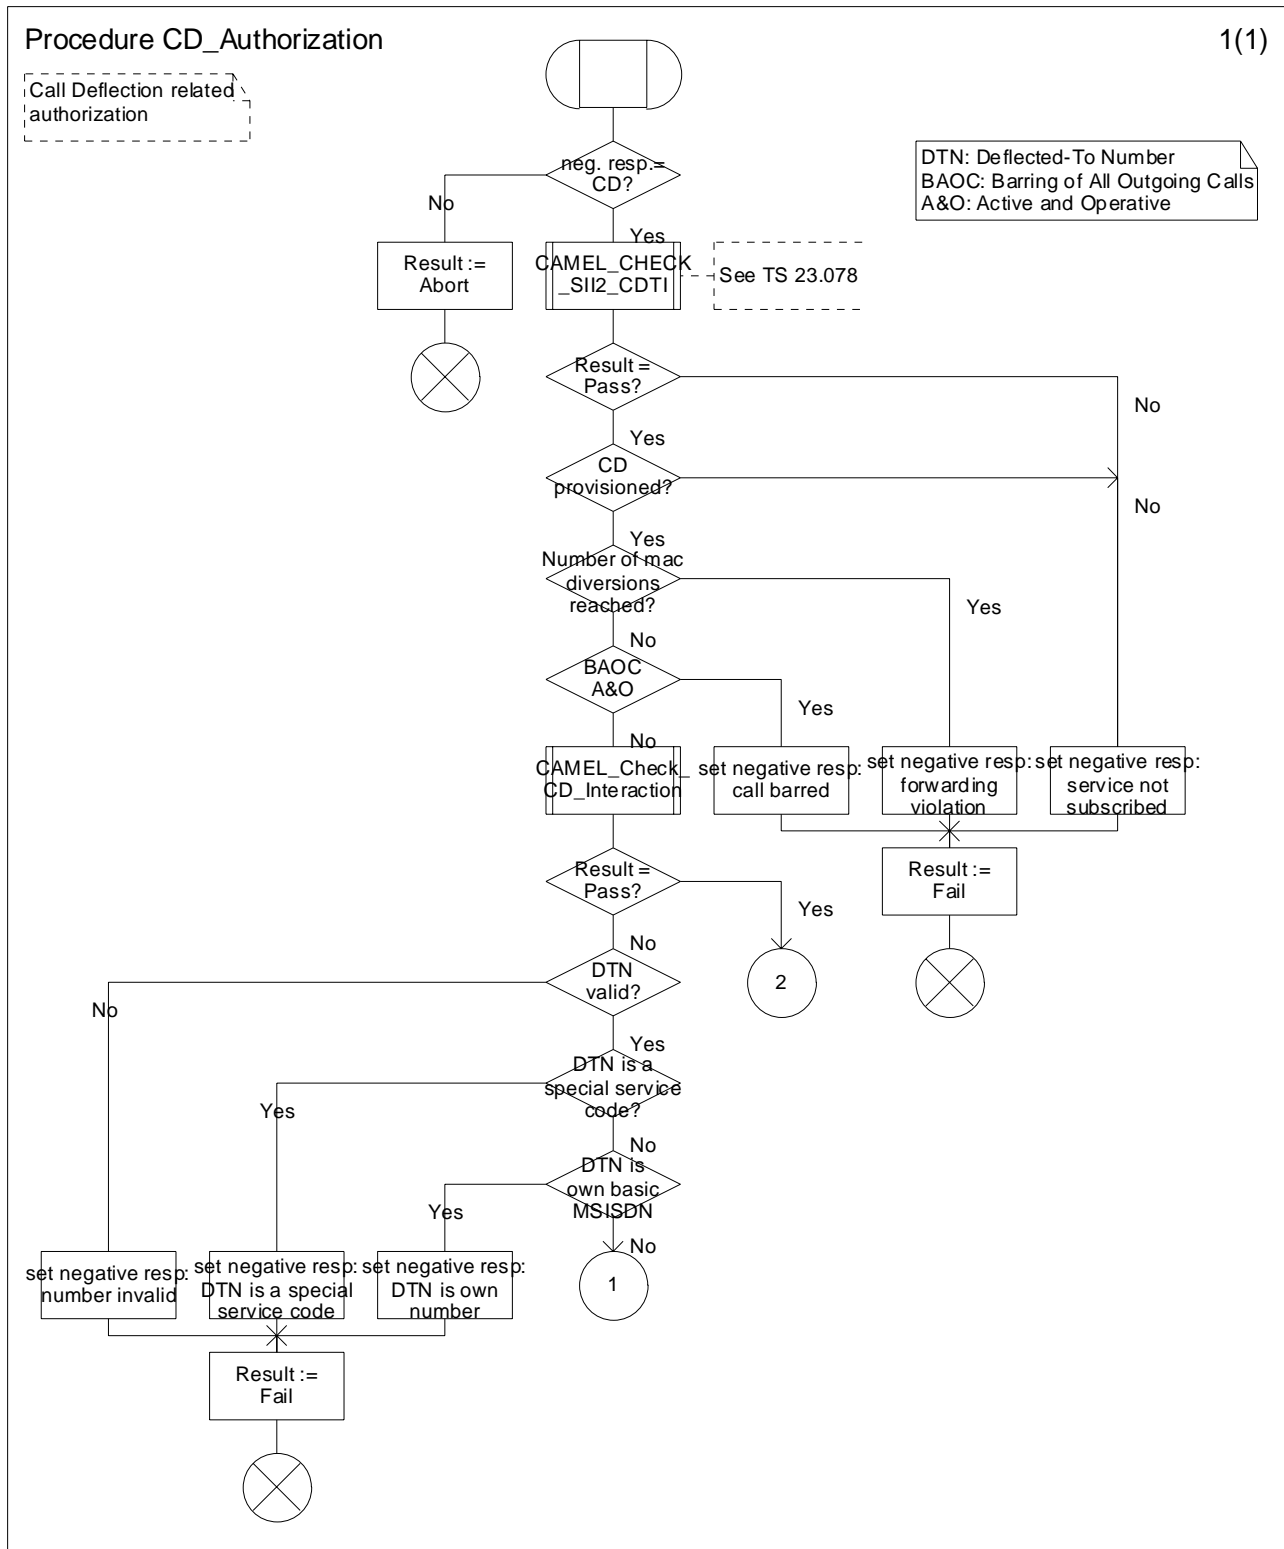 Procedure CD_Authorization
1(1)
Call Deflection related
authorization
DTN: Deflected-To Number
BAOC: Barring of All Outgoing Calls
A&O: Active and Operative
neg. resp.=
CD?
No
Yes
Result :=
Abort
CAMEL_CHECK
_SII2_CDTI
See TS 23.078
Result =
Pass?
No
Yes
CD
provisioned?
No
Yes
Number of mac
diversions
reached?
Yes
No
BAOC
A&O
Yes
No
CAMEL_Check_
CD_Interaction
set negative resp:
call barred
set negative resp:
forwarding
violation
set negative resp:
service not
subscribed
Result =
Pass?
Result :=
Fail
Yes
No
DTN
valid?
2
No
Yes
DTN is a
special service
code?
Yes
No
DTN is
own basic
MSISDN
Yes
No
set negative resp:
number invalid
set negative resp:
DTN is a special
service code
set negative resp:
DTN is own
number
1
Result :=
Fail